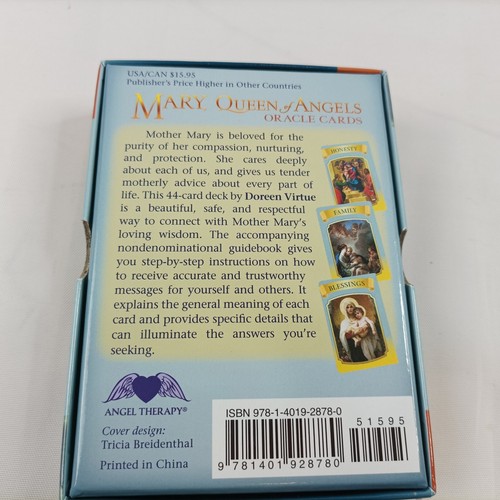 USA/CAN $15.95
Publisher's Price Higher in Other Countries
MARY, QUEEN of ANGELS
ORACLE CARDS
Mother Mary is beloved for the
purity of her compassion, nurturing,
and protection. She cares deeply
about each of us, and gives us tender
motherly advice about every part of
life. This 44-card deck by Doreen Virtue
is a beautiful, safe, and respectful
way to connect with Mother Mary's
loving wisdom. The accompanying
nondenominational guidebook gives
you step-by-step instructions on how
to receive accurate and trustworthy
messages for yourself and others. It
explains the general meaning of each
card and provides specific details that
can illuminate the answers you're
seeking.
HONESTY
FAMILY
BLESSINGS
ANGEL THERAPY®
Cover design:
Tricia Breidenthal
Printed in China
ISBN 978-1-4019-2878-0
51595
9 781401 928780